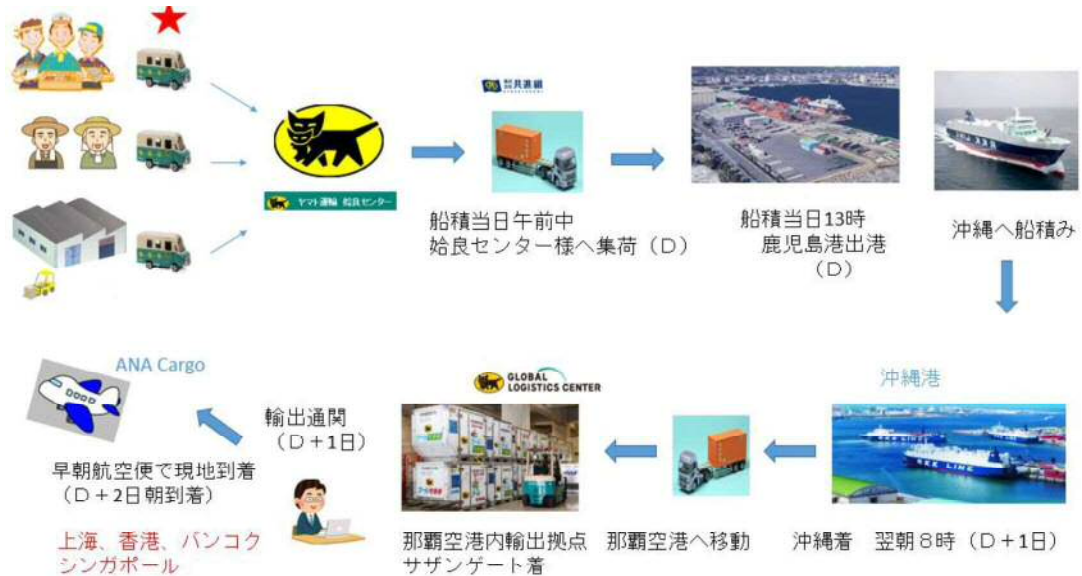 共進組
ヤマト運輸 姶良センター
船積当日午前中
姶良センター様へ集荷（D）
船積当日13時
鹿児島港出港
（D）
沖縄へ船積み
沖縄港
沖縄着　翌朝８時（D＋1日）
那覇空港へ移動
GLOBAL
LOGISTICS CENTER
那覇空港内輸出拠点
サザンゲート着
輸出通関
（D＋1日）
ANA Cargo
早朝航空便で現地到着
（D＋2日朝到着）
上海、香港、バンコク
シンガポール